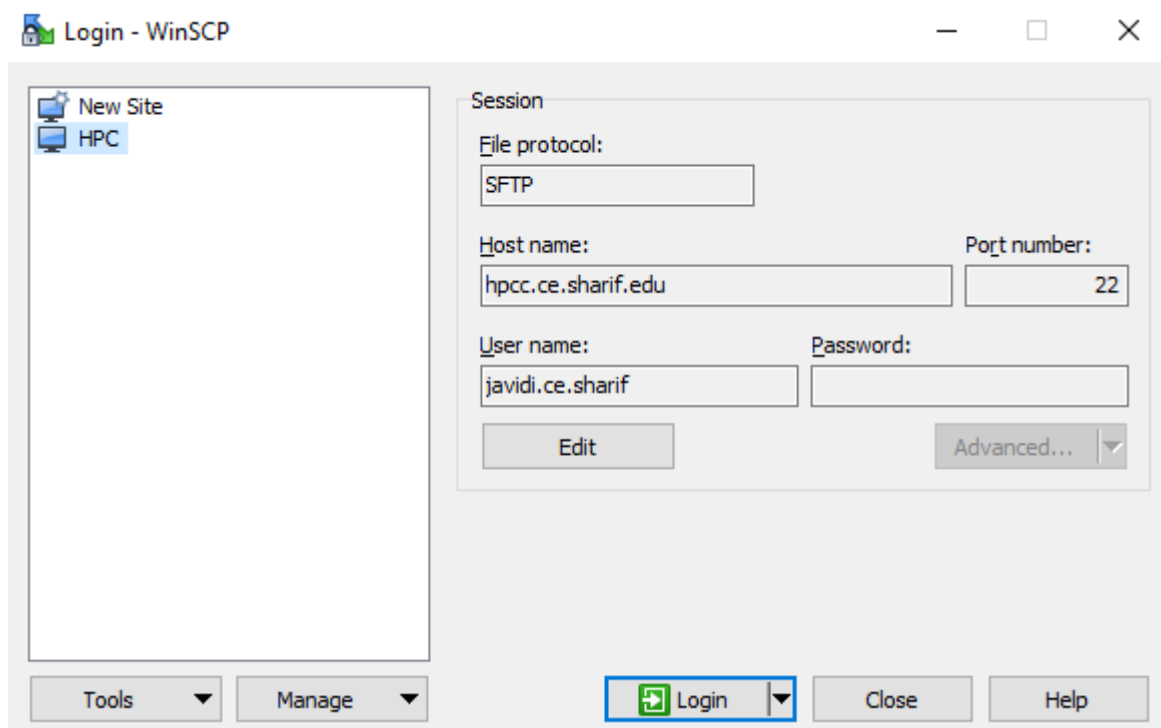 Login - WinSCP
New Site
HPC
Session
File protocol:
SFTP
Host name: Port number:
hpcc.ce.sharif.edu 22
User name: Password:
javidi.ce.sharif
Edit Advanced...
Tools Manage Login Close Help